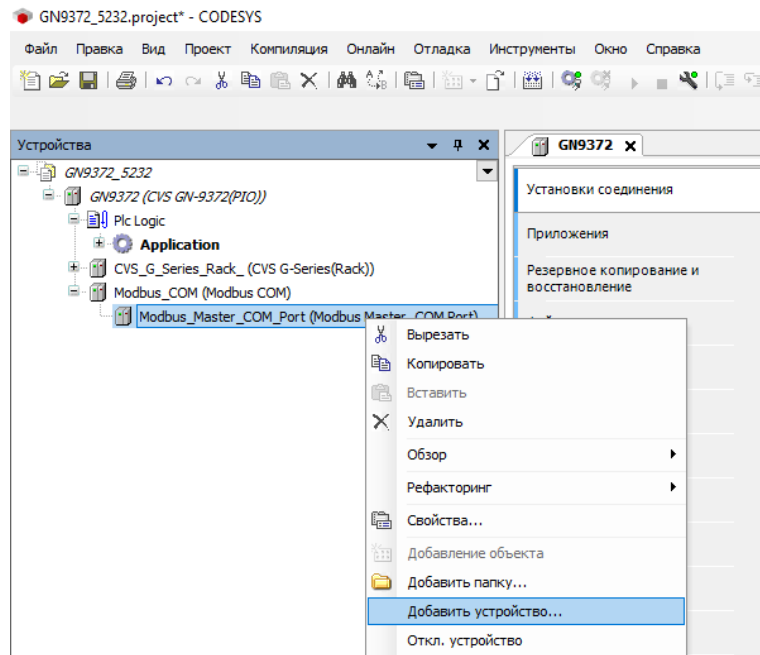 GN9372_5232.project* - CODESYS
Файл Правка Вид Проект Компиляция Онлайн Отладка Инструменты Окно Справка
Устройства
GN9372_5232
GN9372 (CVS GN-9372(PIO))
Plc Logic
Application
CVS_G_Series_Rack_ (CVS G-Series(Rack))
Modbus_COM (Modbus COM)
Modbus_Master_COM_Port (Modbus Master, COM Port)
GN9372
Установки соединения
Приложения
Резервное копирование и
восстановление
Вырезать
Копировать
Вставить
Удалить
Обзор
Рефакторинг
Свойства...
Добавление объекта
Добавить папку...
Добавить устройство...
Откл. устройство